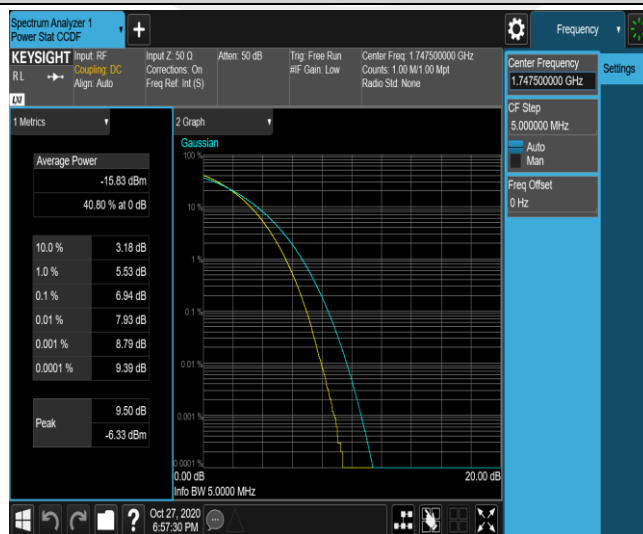 Spectrum Analyzer 1
Power Stat CCDF
+
Frequency
KEYSIGHT
RL
LXI
Input: RF
Coupling: DC
Align: Auto
Input Z: 50 Ω
Corrections: On
Freq Ref: Int (S)
Atten: 50 dB
Trig: Free Run
#IF Gain: Low
Center Freq: 1.747500000 GHz
Counts: 1.00 M/1.00 Mpt
Radio Std: None
Center Frequency
1.747500000 GHz
Settings
CF Step
5.000000 MHz
Auto
Man
Freq Offset
0 Hz
1 Metrics
Average Power
-15.83 dBm
40.80 % at 0 dB
10.0 % 3.18 dB
1.0 % 5.53 dB
0.1 % 6.94 dB
0.01 % 7.93 dB
0.001 % 8.79 dB
0.0001 % 9.39 dB
Peak
9.50 dB
-6.33 dBm
2 Graph
Gaussian
100 %
10 %
1 %
0.1 %
0.01 %
0.001 %
0.0001 %
0.00 dB 20.00 dB
Info BW 5.0000 MHz
?
Oct 27, 2020
6:57:30 PM